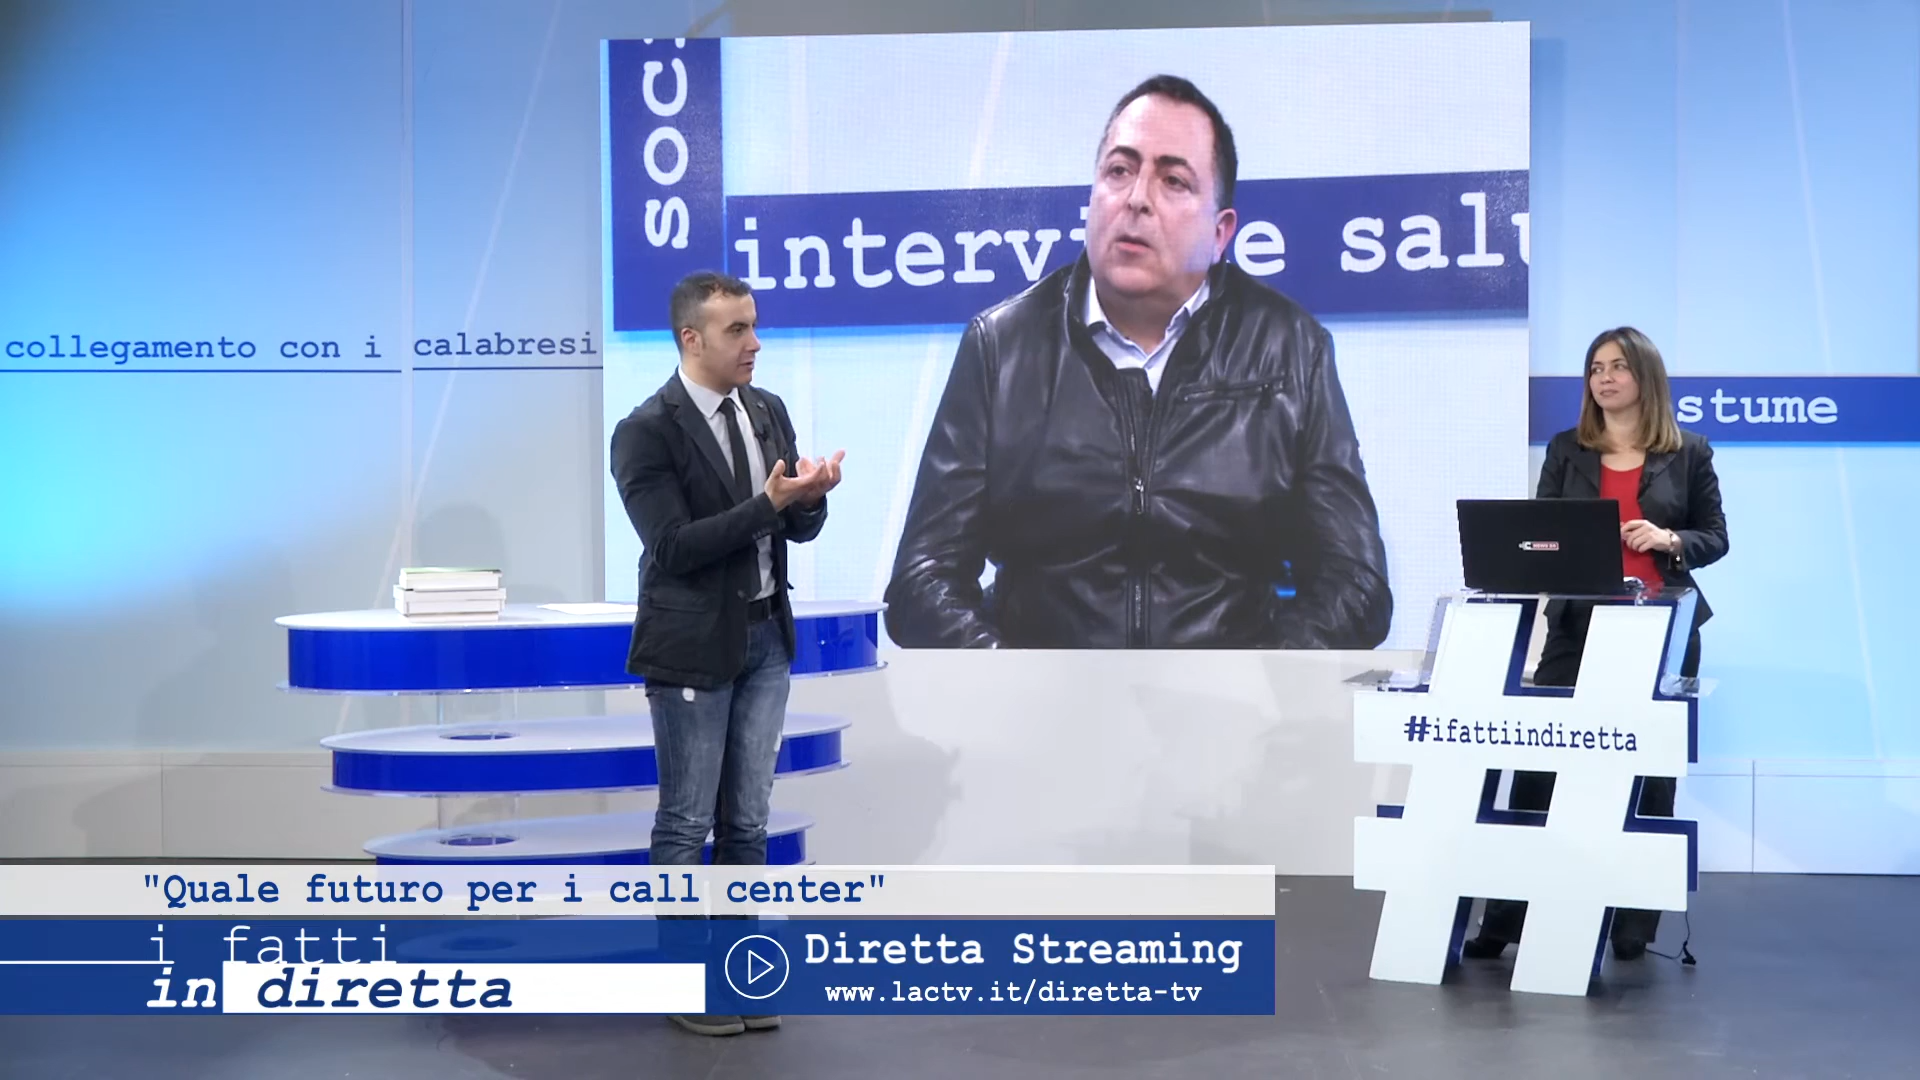 soc
interv
e salu
collegamento con i calabresi
stume
#ifattiindiretta
"Quale futuro per i call center"
i fatti
in diretta
Diretta Streaming
www.lactv.it/diretta-tv